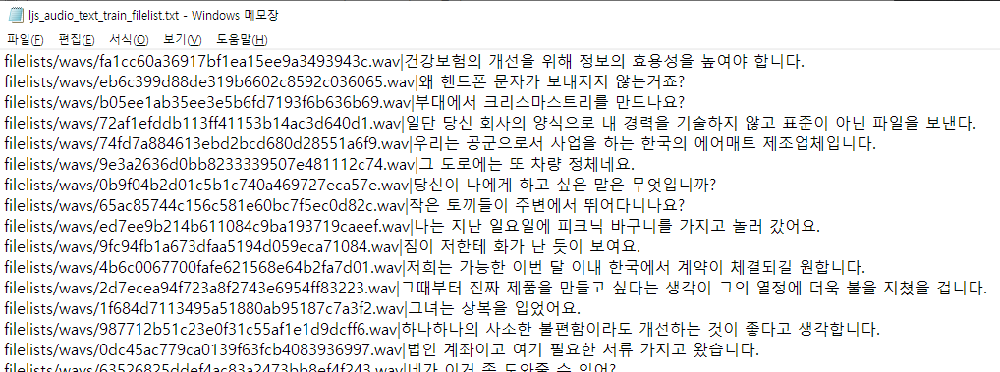 ljs_audio_text_train_filelist.txt - Windows 메모장
파일(F) 편집(E) 서식(O) 보기(V) 도움말(H)
filelists/wavs/fa1cc60a36917bf1ea15ee9a3493943c.wav|건강보험의 개선을 위해 정보의 효용성을 높여야 합니다.
filelists/wavs/eb6c399d88de319b6602c8592c036065.wav|왜 핸드폰 문자가 보내지지 않는거죠?
filelists/wavs/b05ee1ab35ee3e5b6fd7193f6b636b69.wav|부대에서 크리스마스트리를 만드나요?
filelists/wavs/72af1efddb113ff41153b14ac3d640d1.wav|일단 당신 회사의 양식으로 내 경력을 기술하지 않고 표준이 아닌 파일을 보낸다.
filelists/wavs/74fd7a884613ebd2bcd680d28551a6f9.wav|우리는 공군으로서 사업을 하는 한국의 에어매트 제조업체입니다.
filelists/wavs/9e3a2636d0bb8233339507e481112c74.wav|그 도로에는 또 차량 정체네요.
filelists/wavs/0b9f04b2d01c5b1c740a469727eca57e.wav|당신이 나에게 하고 싶은 말은 무엇입니까?
filelists/wavs/65ac85744c156c581e60bc7f5ec0d82c.wav|작은 토끼들이 주변에서 뛰어다니나요?
filelists/wavs/ed7ee9b214b611084c9ba193719caeef.wav|나는 지난 일요일에 피크닉 바구니를 가지고 놀러 갔어요.
filelists/wavs/9fc94fb1a673dfaa5194d059eca71084.wav|짐이 저한테 화가 난 듯이 보여요.
filelists/wavs/4b6c0067700fafe621568e64b2fa7d01.wav|저희는 가능한 이번 달 이내 한국에서 계약이 체결되길 원합니다.
filelists/wavs/2d7ecea94f723a8f2743e6954ff83223.wav|그때부터 진짜 제품을 만들고 싶다는 생각이 그의 열정에 더욱 불을 지쳤을 겁니다.
filelists/wavs/1f684d7113495a51880ab95187c7a3f2.wav|그녀는 상복을 입었어요.
filelists/wavs/987712b51c23e0f31c55af1e1d9dcff6.wav|하나하나의 사소한 불편함이라도 개선하는 것이 좋다고 생각합니다.
filelists/wavs/0dc45ac779ca0139f63fcb4083936997.wav|법인 계좌이고 여기 필요한 서류 가지고 왔습니다.
filelists/wavs/63526825ddef4ac83a2473bb8ef4f243.wav|네가 이거 좀 도와줄 수 있어?